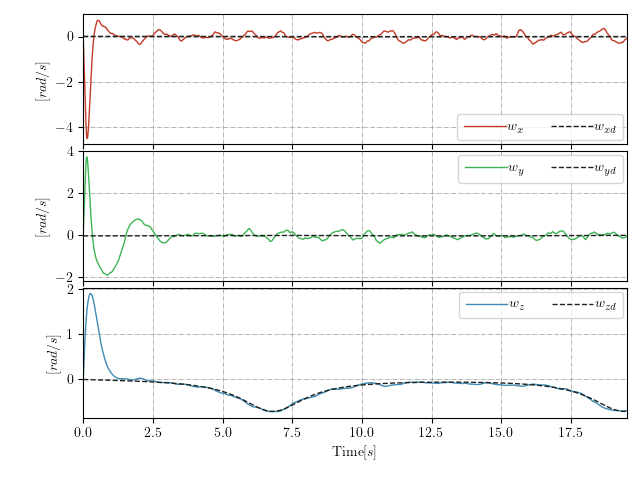 0
−2
−4
[rad/s]
w_x
w_xd
4
2
0
−2
[rad/s]
w_y
w_yd
2
1
0
[rad/s]
w_z
w_zd
0.0 2.5 5.0 7.5 10.0 12.5 15.0 17.5
Time[s]